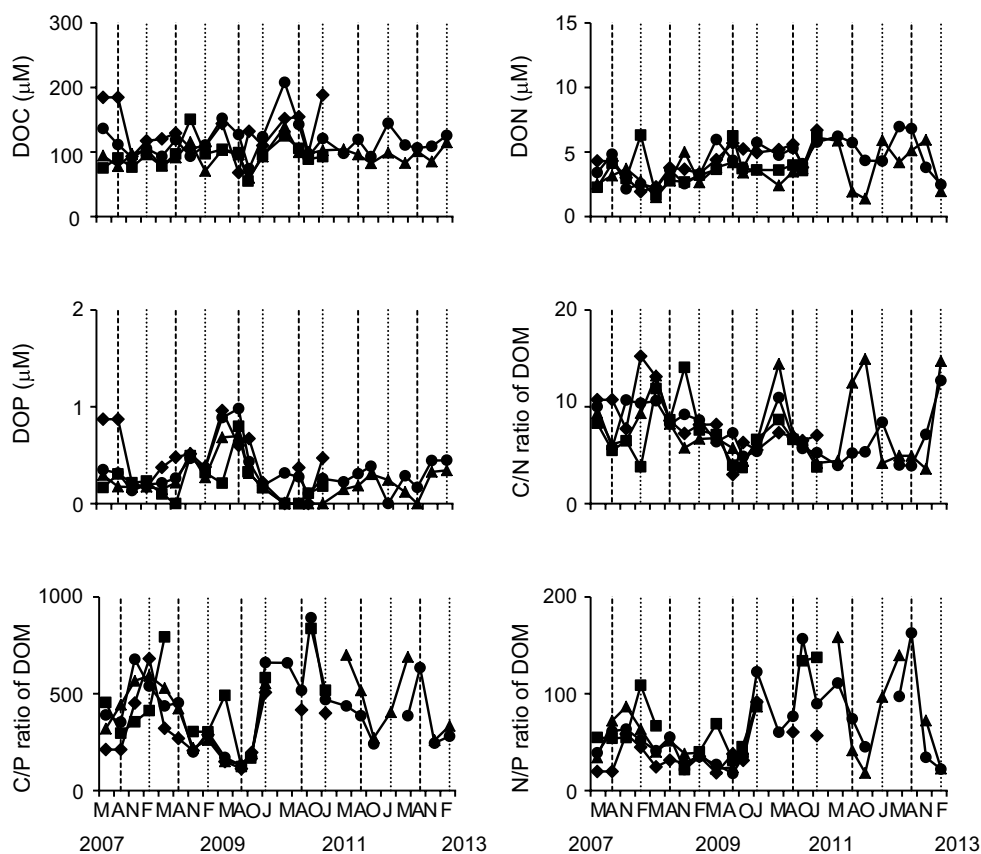 300
200
100
0
DOC (µM)
15
10
5
0
DON (µM)
2
1
0
DOP (µM)
20
10
0
C/N ratio of DOM
1000
500
0
C/P ratio of DOM
M A N F M A N F M A O J M A O J M A O J M A N F
2007 2009 2011 2013
200
100
0
N/P ratio of DOM
M A N F M A N F M A O J M A O J M A O J M A N F
2007 2009 2011 2013